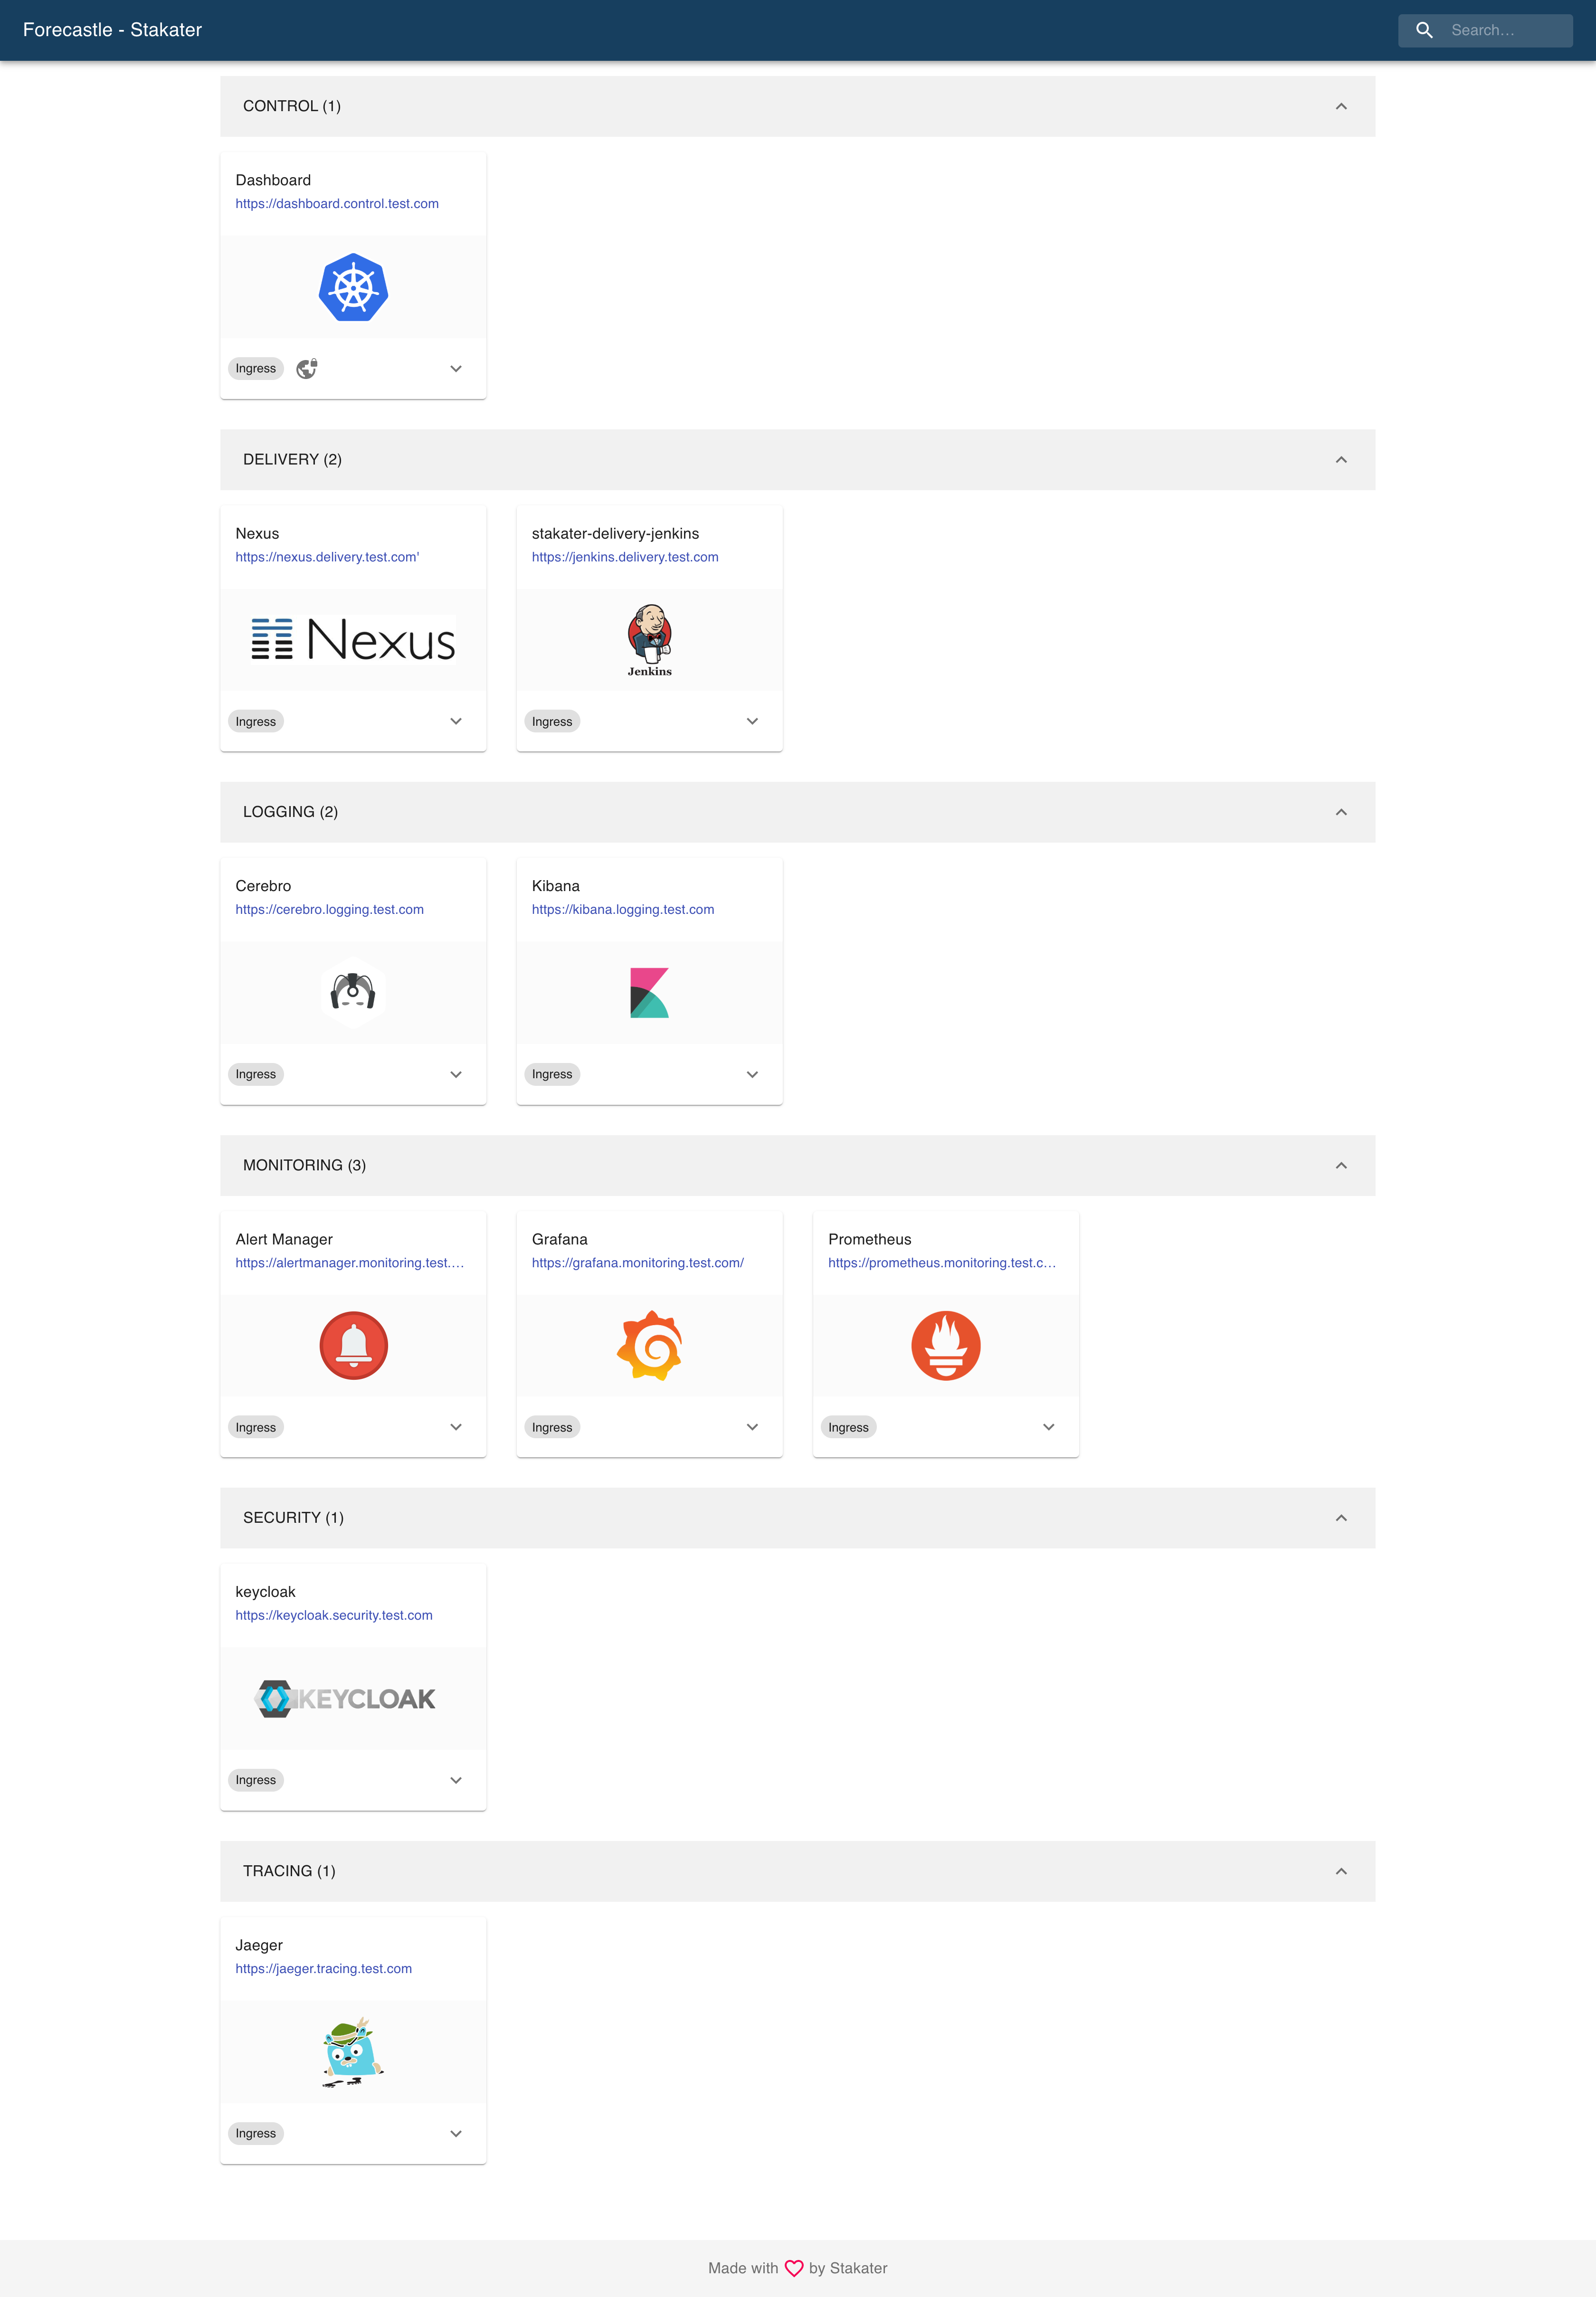 Forecastle - Stakater
Search…
CONTROL (1)
Dashboard
https://dashboard.control.test.com
Ingress
DELIVERY (2)
Nexus
https://nexus.delivery.test.com'
Nexus
Ingress
stakater-delivery-jenkins
https://jenkins.delivery.test.com
Jenkins
Ingress
LOGGING (2)
Cerebro
https://cerebro.logging.test.com
Ingress
Kibana
https://kibana.logging.test.com
Ingress
MONITORING (3)
Alert Manager
https://alertmanager.monitoring.test.…
Ingress
Grafana
https://grafana.monitoring.test.com/
Ingress
Prometheus
https://prometheus.monitoring.test.c…
Ingress
SECURITY (1)
keycloak
https://keycloak.security.test.com
KEYCLOAK
Ingress
TRACING (1)
Jaeger
https://jaeger.tracing.test.com
Ingress
Made with by Stakater